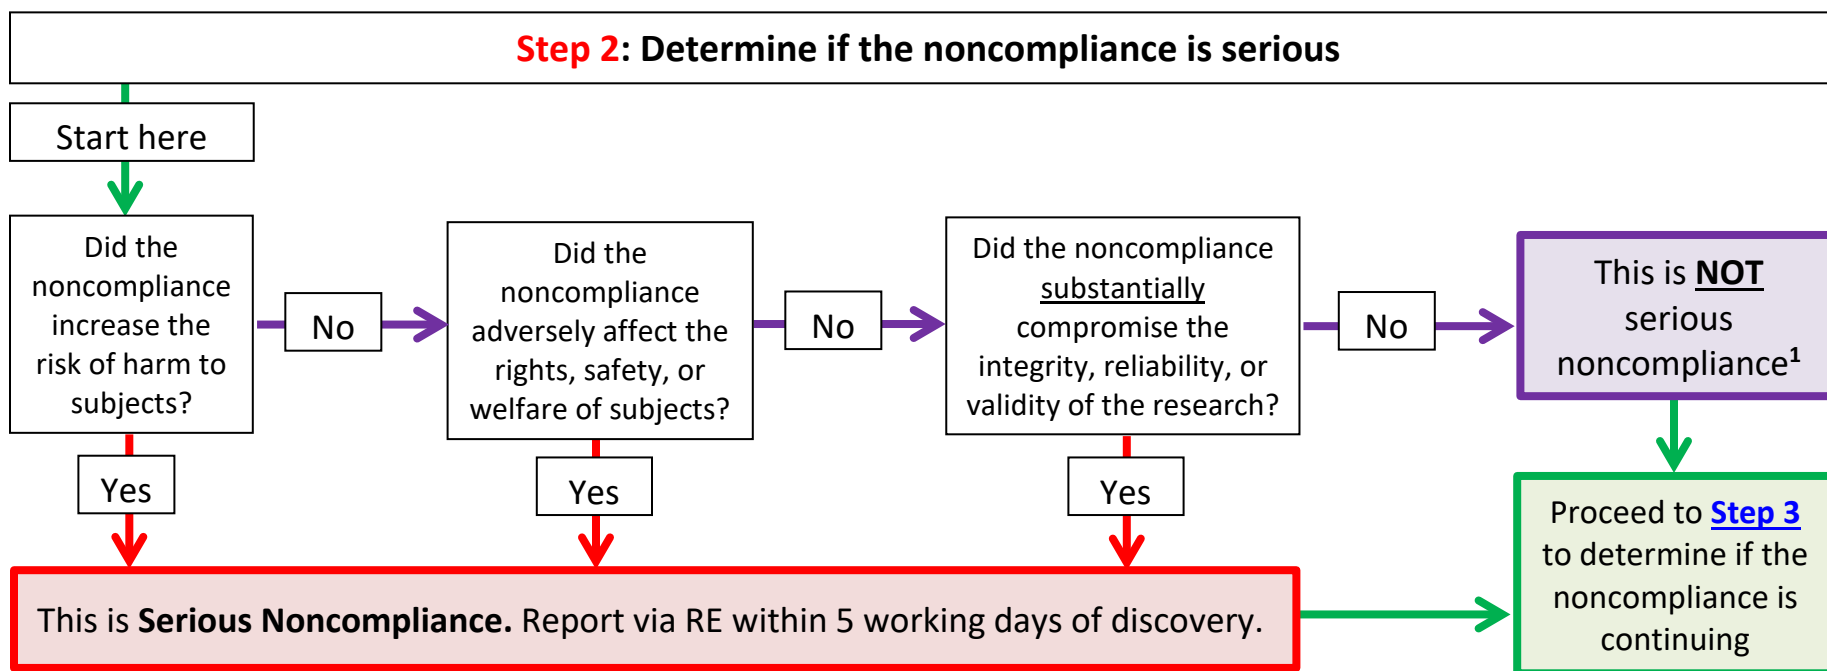 Step 2: Determine if the noncompliance is serious
Start here
Did the
noncompliance
increase the
risk of harm to
subjects?
No
Did the
noncompliance
adversely affect the
rights, safety, or
welfare of subjects?
No
Did the noncompliance
substantially
compromise the
integrity, reliability, or
validity of the research?
No
This is NOT
serious
noncompliance¹
Yes
Yes
Yes
This is Serious Noncompliance. Report via RE within 5 working days of discovery.
Proceed to Step 3
to determine if the
noncompliance is
continuing